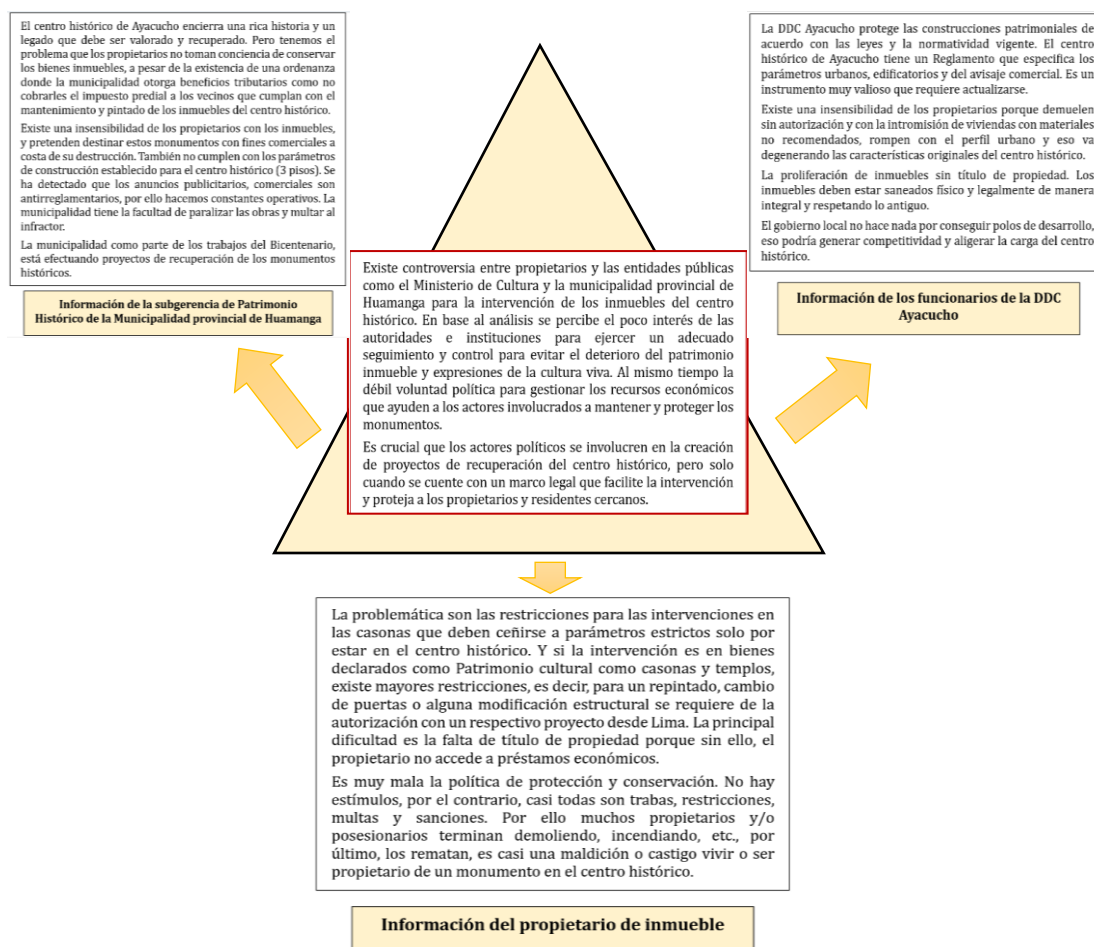 El centro histórico de Ayacucho encierra una rica historia y un
legado que debe ser valorado y recuperado. Pero tenemos el
problema que los propietarios no toman conciencia de conservar
los bienes inmuebles, a pesar de la existencia de una ordenanza
donde la municipalidad otorga beneficios tributarios como no
cobrarles el impuesto predial a los vecinos que cumplan con el
mantenimiento y pintado de los inmuebles del centro histórico.
Existe una insensibilidad de los propietarios con los inmuebles,
y pretenden destinar estos monumentos con fines comerciales a
costa de su destrucción. También no cumplen con los parámetros
de construcción establecido para el centro histórico (3 pisos). Se
ha detectado que los anuncios publicitarios, comerciales son
antirreglamentarios, por ello hacemos constantes operativos. La
municipalidad tiene la facultad de paralizar las obras y multar al
infractor.
La municipalidad como parte de los trabajos del Bicentenario,
está efectuando proyectos de recuperación de los monumentos
históricos.
Información de la subgerencia de Patrimonio
Histórico de la Municipalidad provincial de Huamanga
La DDC Ayacucho protege las construcciones patrimoniales de
acuerdo con las leyes y la normatividad vigente. El centro
histórico de Ayacucho tiene un Reglamento que especifica los
parámetros urbanos, edificatorios y del avisaje comercial. Es un
instrumento muy valioso que requiere actualizarse.
Existe una insensibilidad de los propietarios porque demuelen
sin autorización y con la intromisión de viviendas con materiales
no recomendados, rompen con el perfil urbano y eso va
degenerando las características originales del centro histórico.
La proliferación de inmuebles sin título de propiedad. Los
inmuebles deben estar saneados físico y legalmente de manera
integral y respetando lo antiguo.
El gobierno local no hace nada por conseguir polos de desarrollo,
eso podría generar competitividad y aligerar la carga del centro
histórico.
Información de los funcionarios de la DDC
Ayacucho
Existe controversia entre propietarios y las entidades públicas
como el Ministerio de Cultura y la municipalidad provincial de
Huamanga para la intervención de los inmuebles del centro
histórico. En base al análisis se percibe el poco interés de las
autoridades e instituciones para ejercer un adecuado
seguimiento y control para evitar el deterioro del patrimonio
inmueble y expresiones de la cultura viva. Al mismo tiempo la
débil voluntad política para gestionar los recursos económicos
que ayuden a los actores involucrados a mantener y proteger los
monumentos.
Es crucial que los actores políticos se involucren en la creación
de proyectos de recuperación del centro histórico, pero solo
cuando se cuente con un marco legal que facilite la intervención
y proteja a los propietarios y residentes cercanos.
La problemática son las restricciones para las intervenciones en
las casonas que deben ceñirse a parámetros estrictos solo por
estar en el centro histórico. Y si la intervención es en bienes
declarados como Patrimonio cultural como casonas y templos,
existe mayores restricciones, es decir, para un repintado, cambio
de puertas o alguna modificación estructural se requiere de la
autorización con un respectivo proyecto desde Lima. La principal
dificultad es la falta de título de propiedad porque sin ello, el
propietario no accede a préstamos económicos.
Es muy mala la política de protección y conservación. No hay
estímulos, por el contrario, casi todas son trabas, restricciones,
multas y sanciones. Por ello muchos propietarios y/o
posesionarios terminan demoliendo, incendiando, etc., por
último, los rematan, es casi una maldición o castigo vivir o ser
propietario de un monumento en el centro histórico.
Información del propietario de inmueble